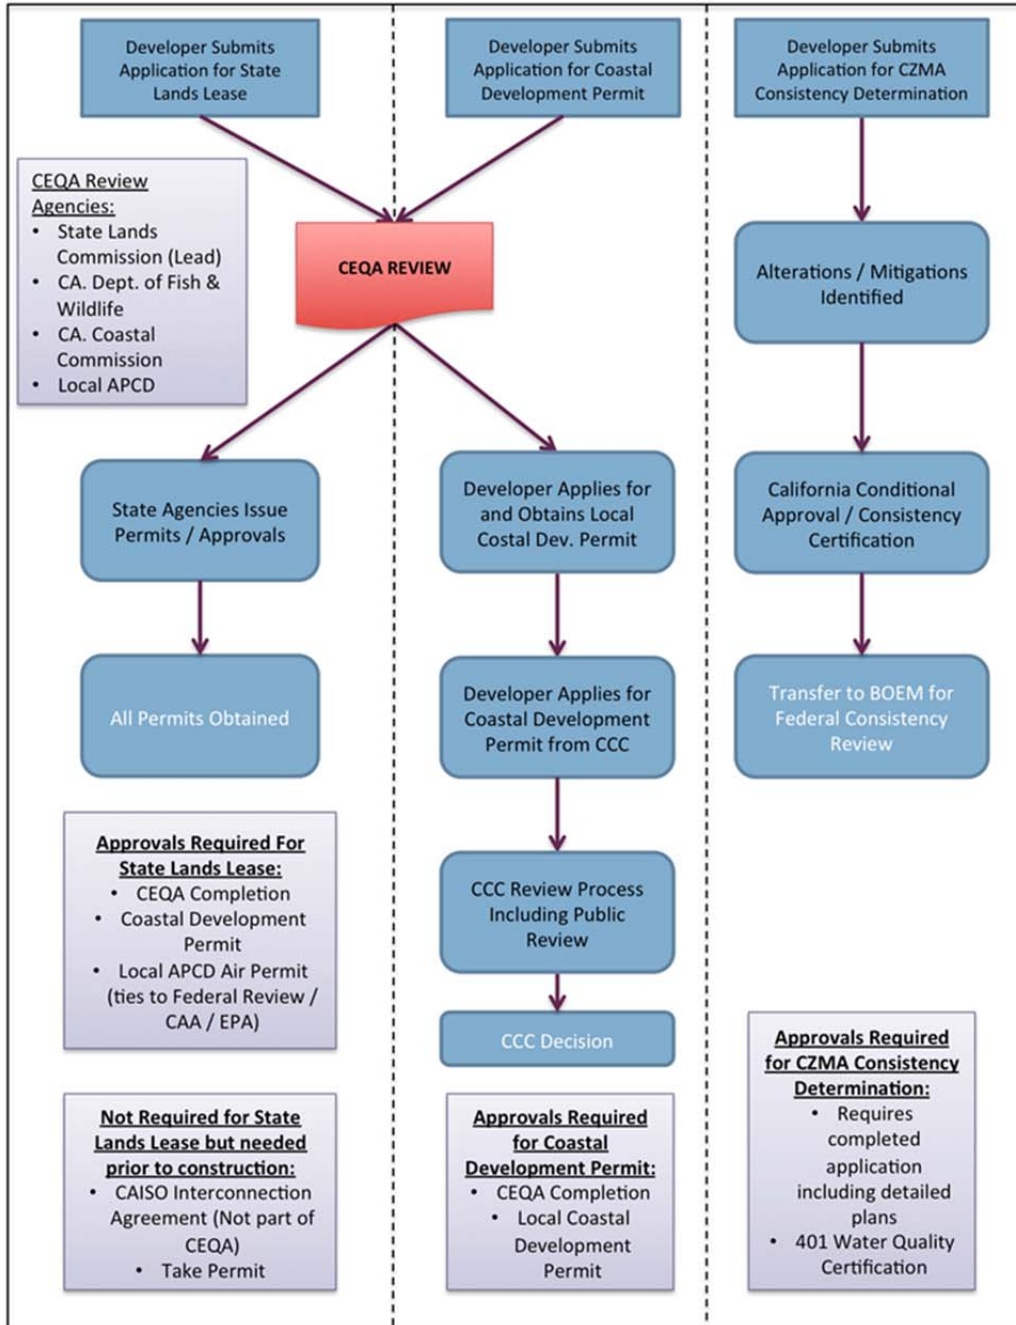 Developer Submits
Application for State
Lands Lease
Developer Submits
Application for Coastal
Development Permit
Developer Submits
Application for CZMA
Consistency Determination
CEQA Review
Agencies:
• State Lands
Commission (Lead)
• CA. Dept. of Fish &
Wildlife
• CA. Coastal
Commission
• Local APCD
CEQA REVIEW
Alterations / Mitigations
Identified
State Agencies Issue
Permits / Approvals
Developer Applies for
and Obtains Local
Costal Dev. Permit
California Conditional
Approval / Consistency
Certification
All Permits Obtained
Developer Applies for
Coastal Development
Permit from CCC
Transfer to BOEM for
Federal Consistency
Review
Approvals Required For
State Lands Lease:
• CEQA Completion
• Coastal Development
Permit
• Local APCD Air Permit
(ties to Federal Review /
CAA / EPA)
CCC Review Process
Including Public
Review
CCC Decision
Not Required for State
Lands Lease but needed
prior to construction:
• CAISO Interconnection
Agreement (Not part of
CEQA)
• Take Permit
Approvals Required
for Coastal
Development Permit:
• CEQA Completion
• Local Coastal
Development
Permit
Approvals Required
for CZMA Consistency
Determination:
• Requires
completed
application
including detailed
plans
• 401 Water Quality
Certification